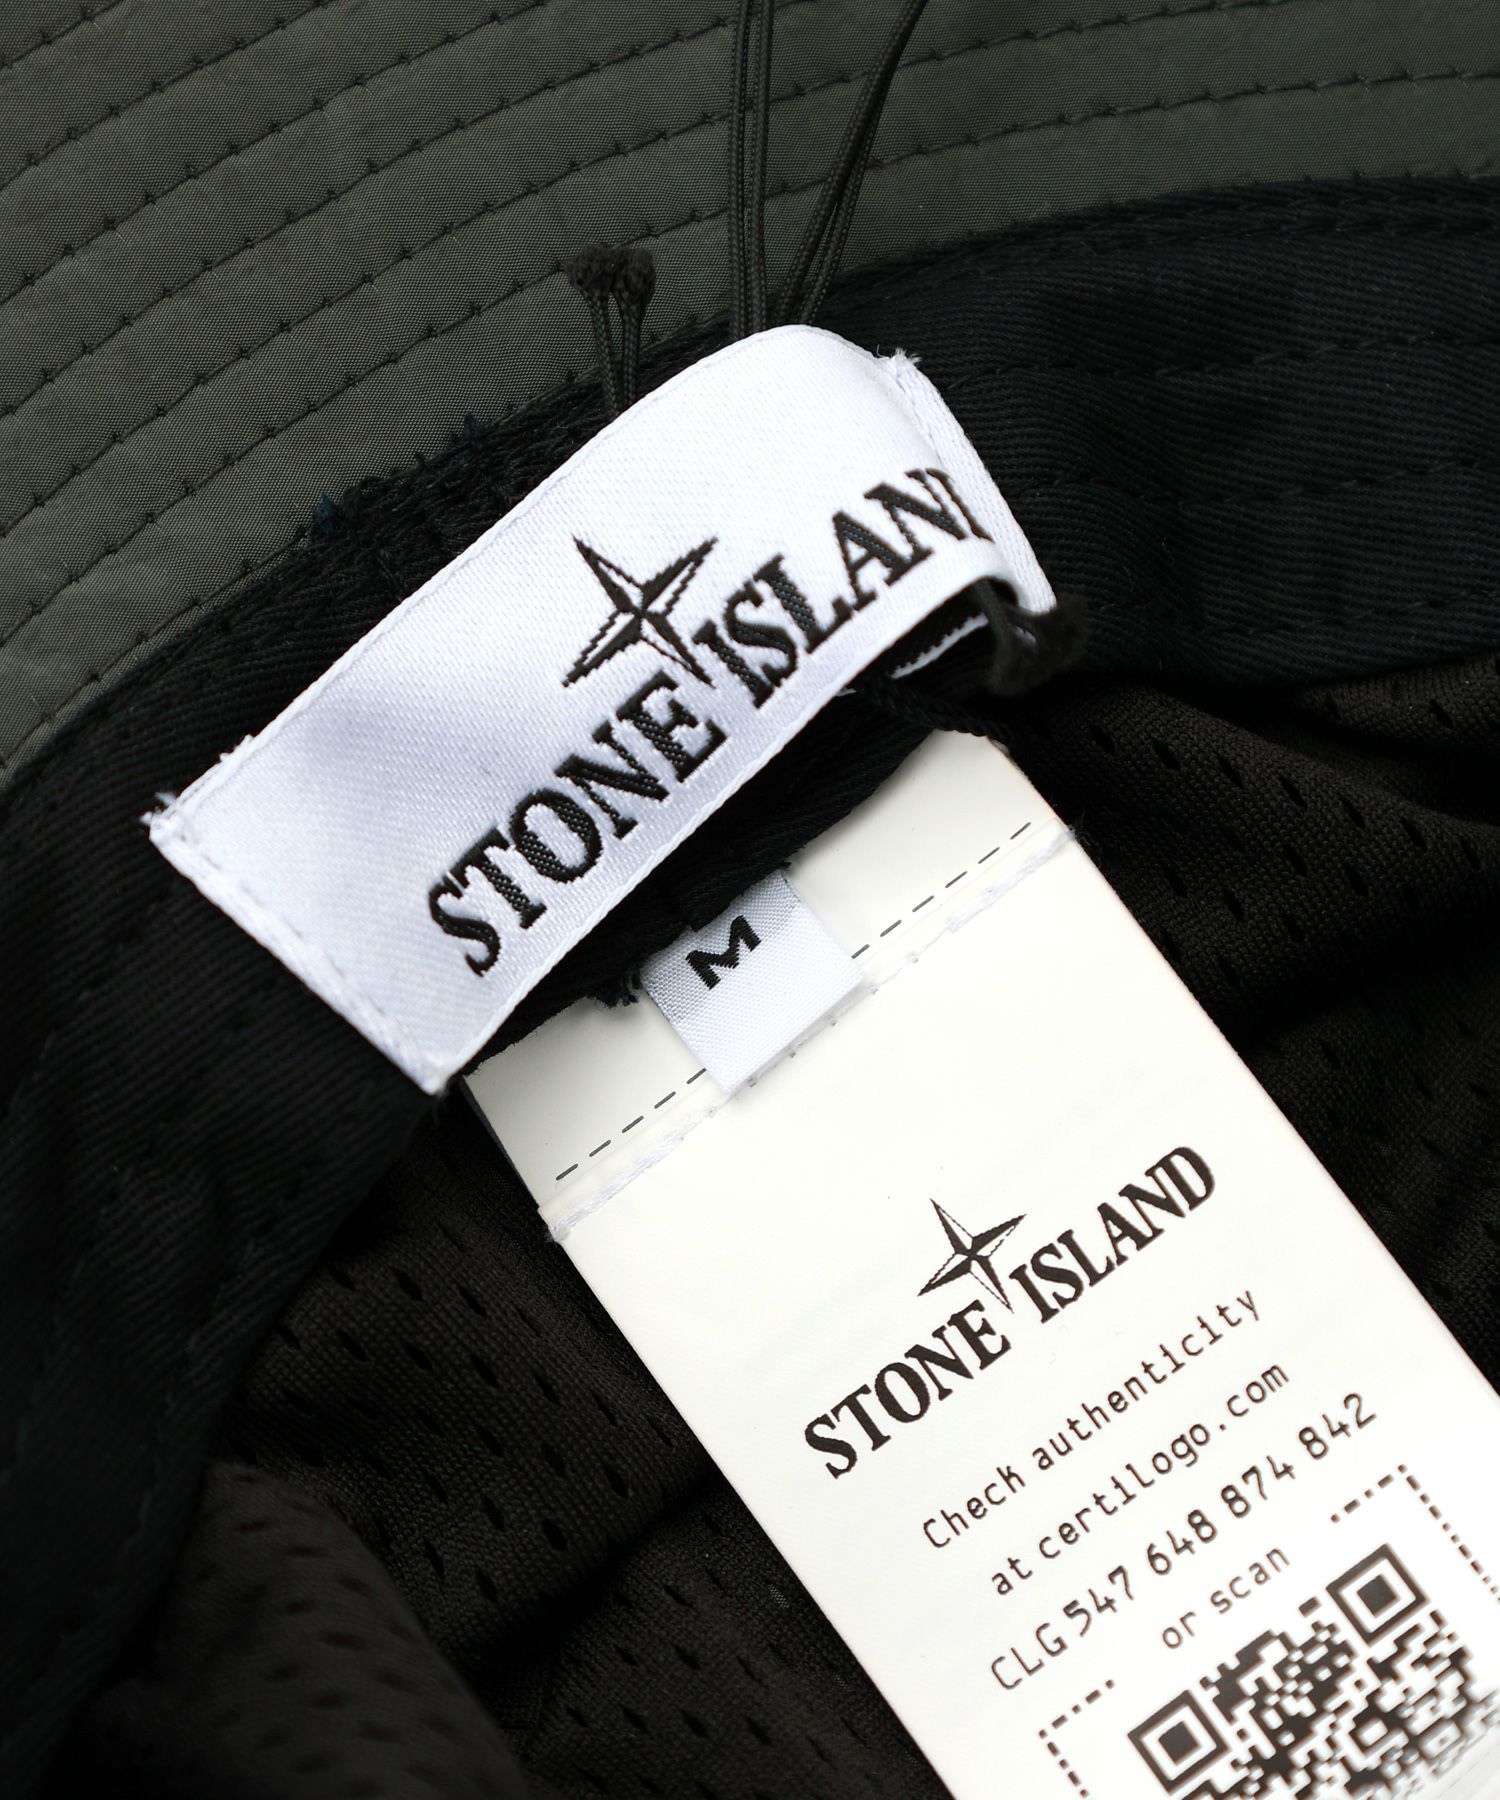 STONE ISLAND
M
STONE ISLAND
Check authenticity
at certilogo.com
CLG 547 648 874 842
or scan